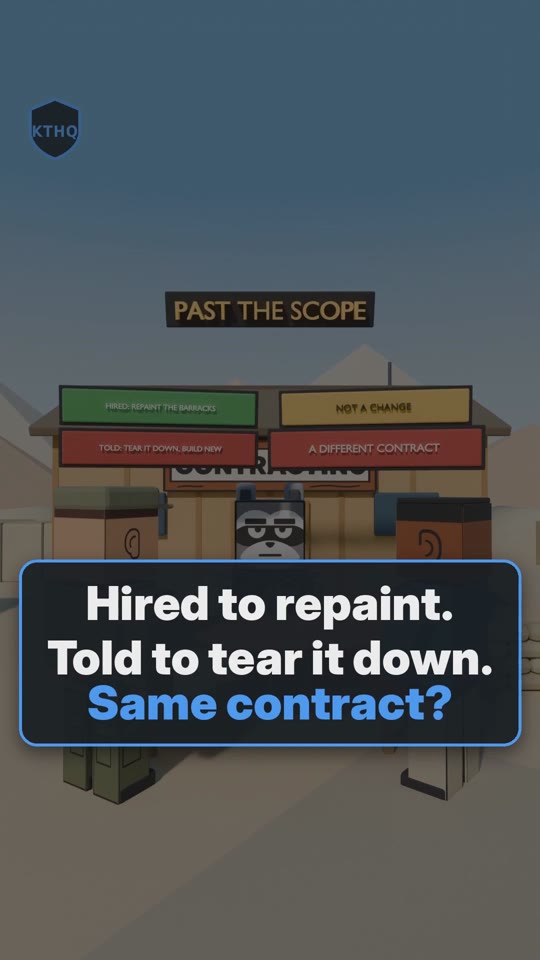 KTHQ
PAST THE SCOPE
HIRED: REPAINT THE BARRACKS
NOT A CHANGE
TOLD: TEAR IT DOWN, BUILD NEW
A DIFFERENT CONTRACT
CONTRACTING
Hired to repaint.
Told to tear it down.
Same contract?